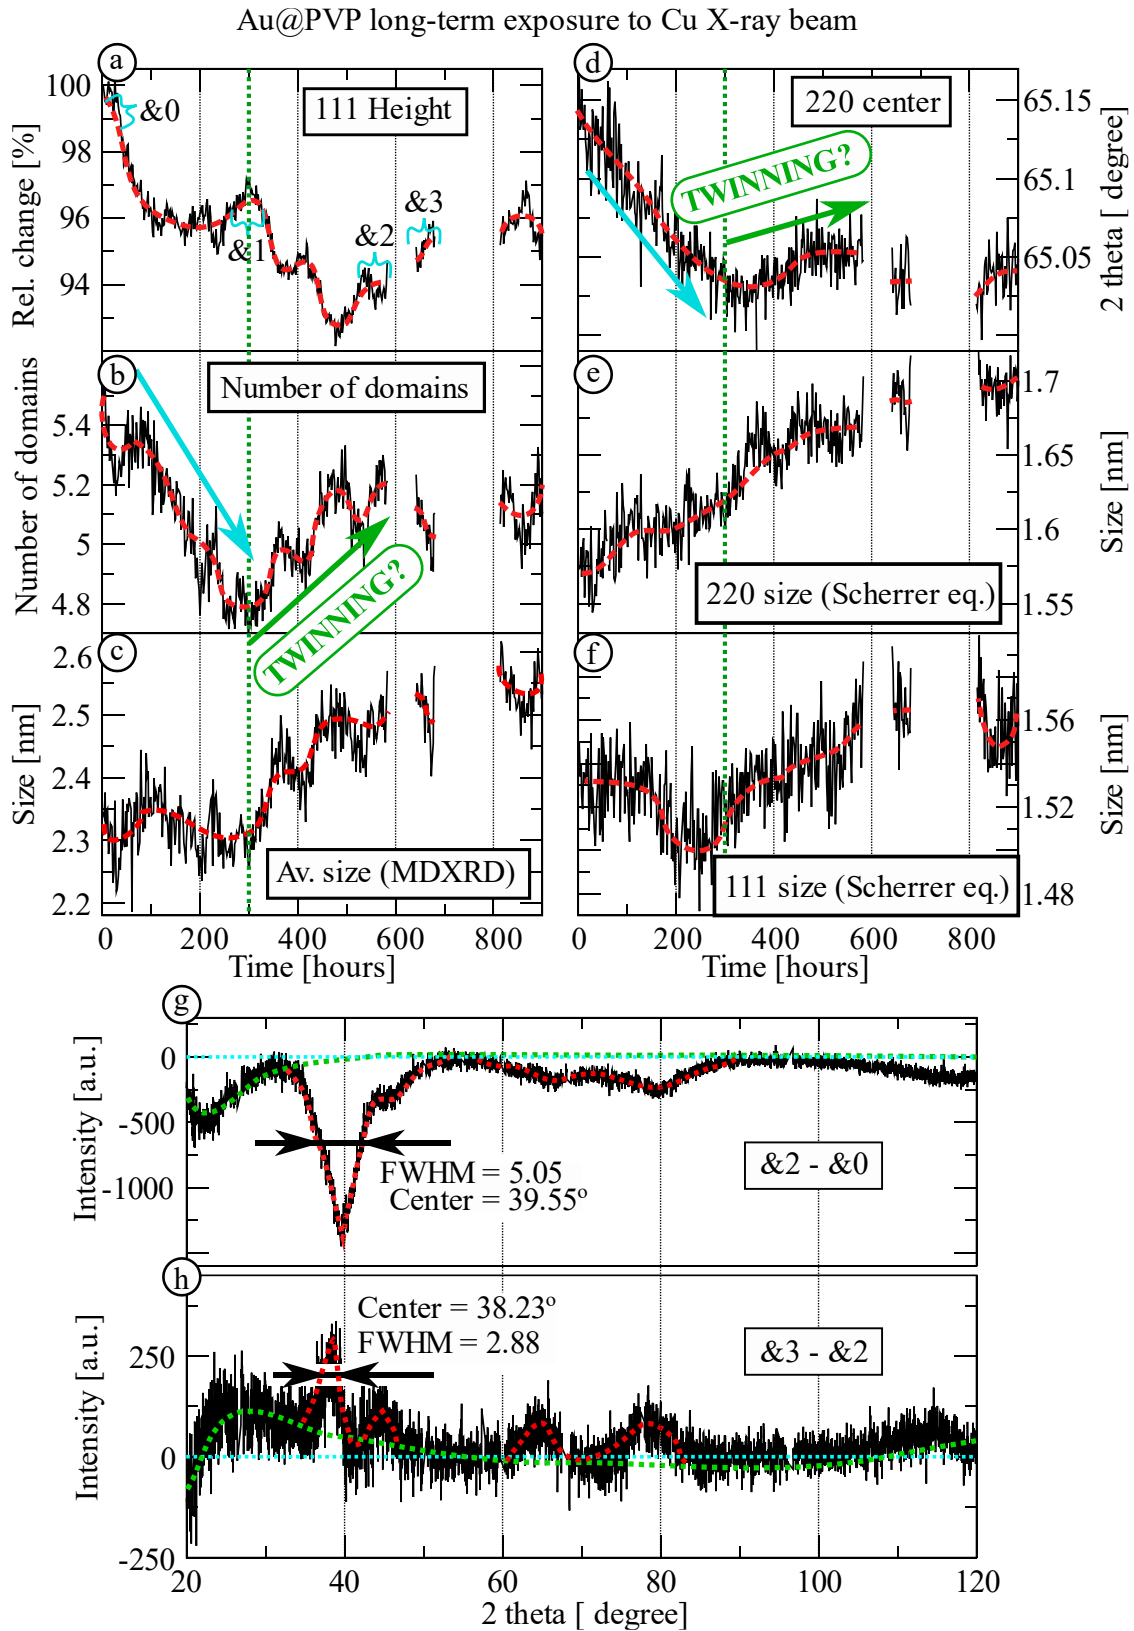 Au@PVP long-term exposure to Cu X-ray beam
a
100
98
96
94
Rel. change [%]
111 Height
&0
&1
&2
&3
b
5.4
5.2
5
4.8
Number of domains
Number of domains
TWINNING?
c
2.6
2.5
2.4
2.3
2.2
Size [nm]
Av. size (MDXRD)
0 200 400 600 800
Time [hours]
d
220 center
TWINNING?
65.15
65.1
65.05
2 theta [ degree]
e
1.7
1.65
1.6
1.55
Size [nm]
220 size (Scherrer eq.)
f
1.56
1.52
1.48
Size [nm]
111 size (Scherrer eq.)
0 200 400 600 800
Time [hours]
g
0
-500
-1000
Intensity [a.u.]
FWHM = 5.05
Center = 39.55º
&2 - &0
h
Center = 38.23º
FWHM = 2.88
&3 - &2
250
0
-250
Intensity [a.u.]
20 40 60 80 100 120
2 theta [ degree]